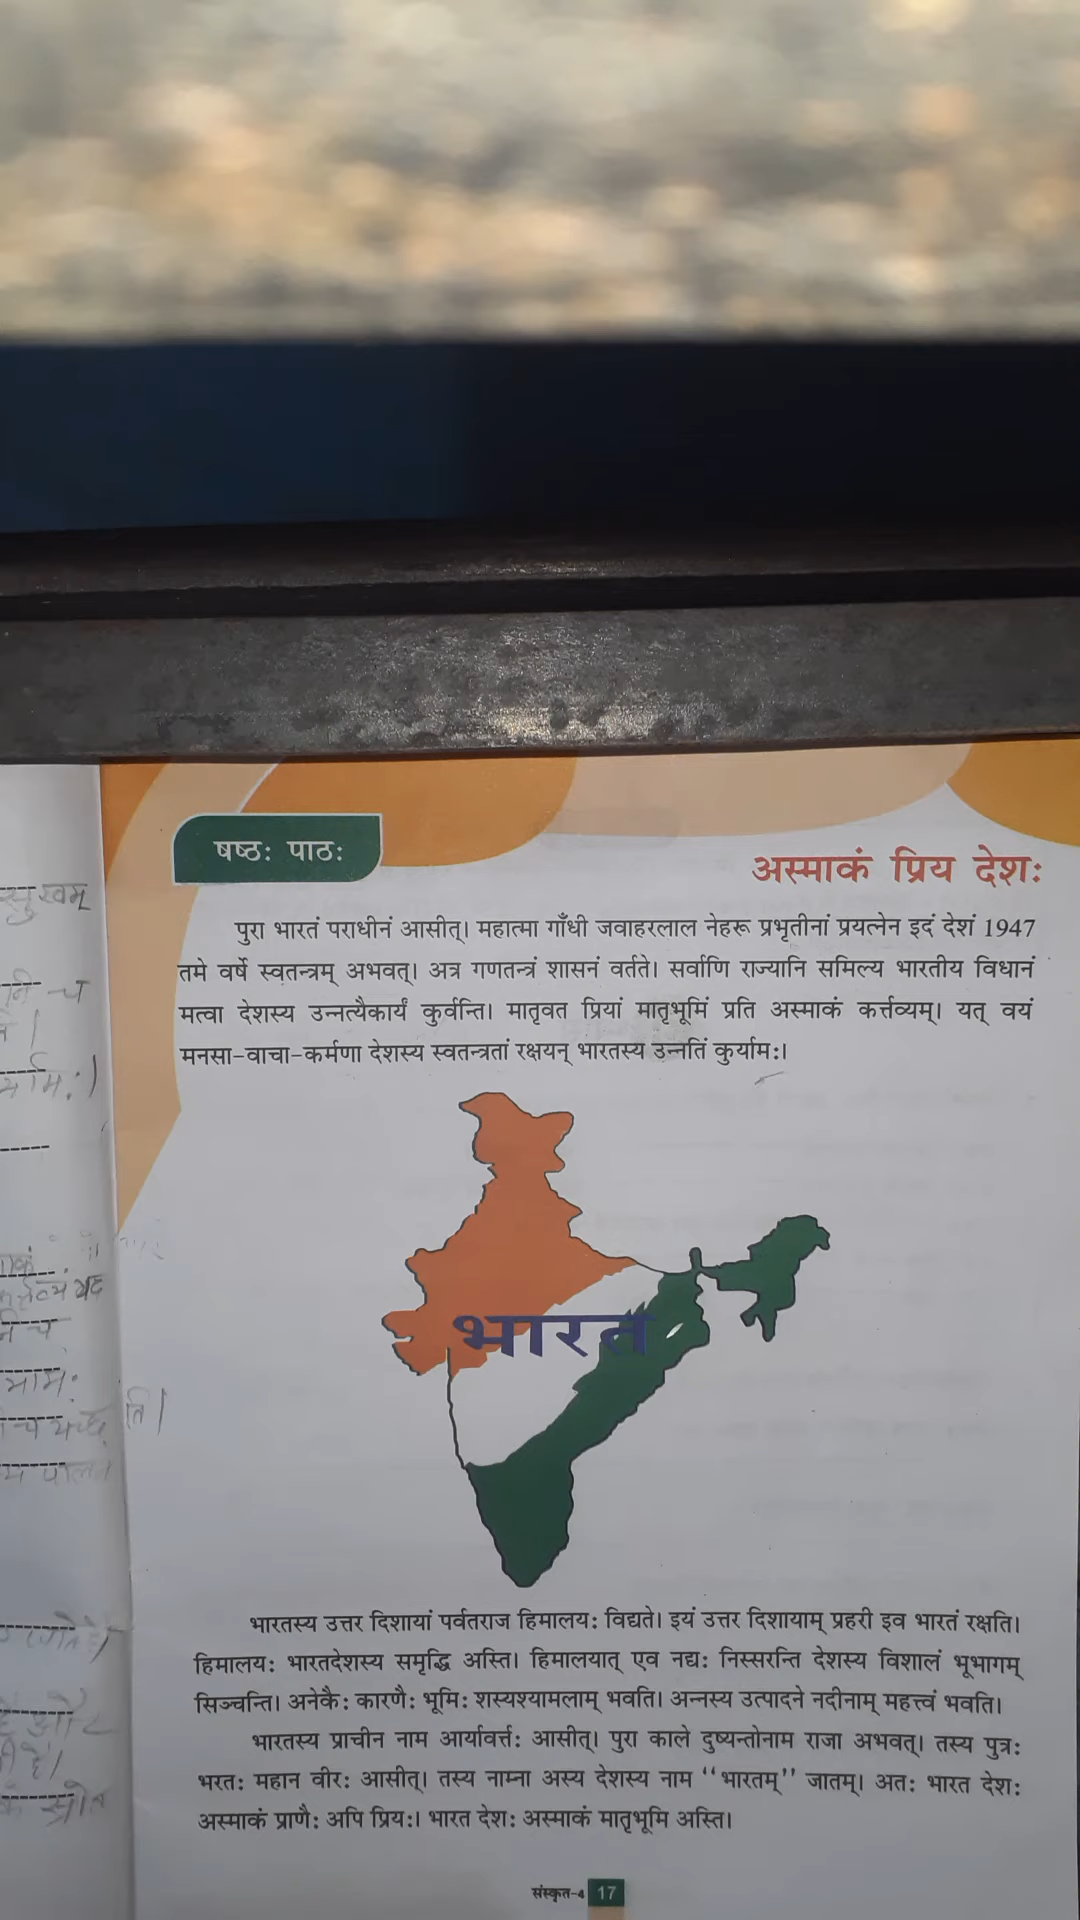 षष्ठः पाठः
अस्माकं प्रिय देशः
पुरा भारतं पराधीनं आसीत्। महात्मा गाँधी जवाहरलाल नेहरू प्रभृतीनां प्रयत्नेन इदं देशं 1947
तमे वर्षे स्वतन्त्रम् अभवत्। अत्र गणतन्त्रं शासनं वर्तते। सर्वाणि राज्यानि समिल्य भारतीय विधानं
मत्वा देशस्य उन्नत्यैकार्यं कुर्वन्ति। मातृवत प्रियां मातृभूमिं प्रति अस्माकं कर्त्तव्यम्। यत् वयं
मनसा-वाचा-कर्मणा देशस्य स्वतन्त्रतां रक्षयन् भारतस्य उन्नतिं कुर्यामः।
भारत
भारतस्य उत्तर दिशायां पर्वतराज हिमालयः विद्यते। इयं उत्तर दिशायाम् प्रहरी इव भारतं रक्षति।
हिमालयः भारतदेशस्य समृद्धि अस्ति। हिमालयात् एव नद्यः निस्सरन्ति देशस्य विशालं भूभागम्
सिञ्चन्ति। अनेकैः कारणैः भूमिः शस्यश्यामलाम् भवति। अन्नस्य उत्पादने नदीनाम् महत्त्वं भवति।
भारतस्य प्राचीन नाम आर्यावर्त्तः आसीत्। पुरा काले दुष्यन्तोनाम राजा अभवत्। तस्य पुत्रः
भरतः महान वीरः आसीत्। तस्य नाम्ना अस्य देशस्य नाम ‘‘भारतम्’’ जातम्। अतः भारत देशः
अस्माकं प्राणैः अपि प्रियः। भारत देशः अस्माकं मातृभूमि अस्ति।
संस्कृत-4 17